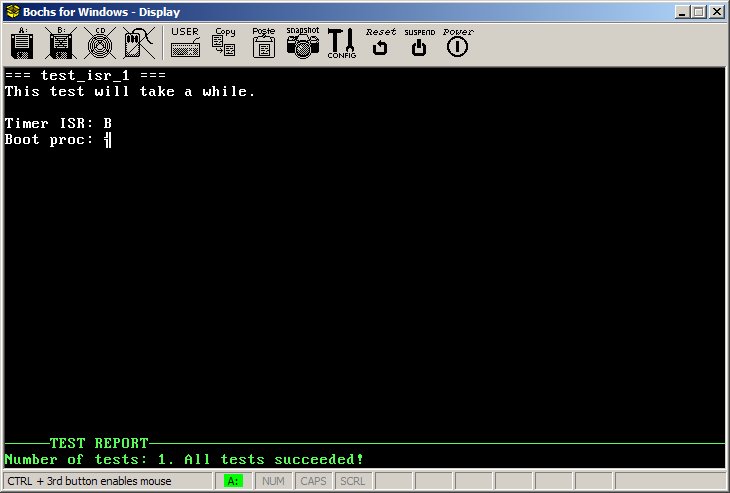 Bochs for Windows - Display
A: B: CD USER Copy Paste snapshot CONFIG Reset SUSPEND Power
=== test_isr_1 ===
This test will take a while.
Timer ISR: B
Boot proc: ╣
TEST REPORT
Number of tests: 1. All tests succeeded!
CTRL + 3rd button enables mouse A: NUM CAPS SCRL